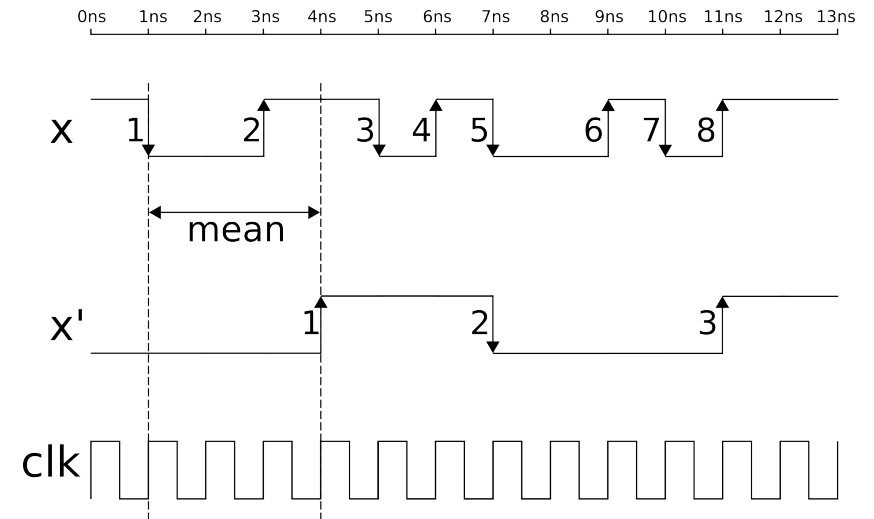 0ns 1ns 2ns 3ns 4ns 5ns 6ns 7ns 8ns 9ns 10ns 11ns 12ns 13ns
x 1 2 3 4 5 6 7 8
mean
x' 1 2 3
clk